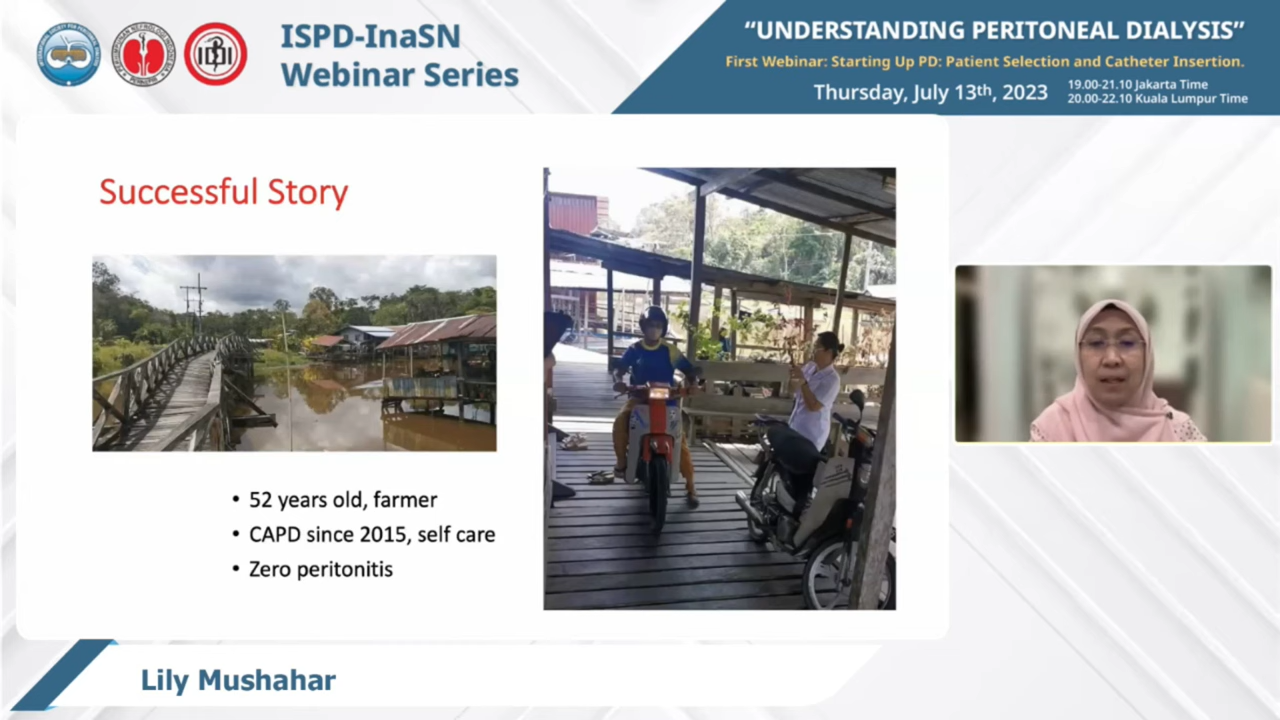 ISPD-InaSN
Webinar Series
“UNDERSTANDING PERITONEAL DIALYSIS”
First Webinar: Starting Up PD: Patient Selection and Catheter Insertion.
Thursday, July 13th, 2023
19.00-21.10 Jakarta Time
20.00-22.10 Kuala Lumpur Time
Successful Story
• 52 years old, farmer
• CAPD since 2015, self care
• Zero peritonitis
Lily Mushahar